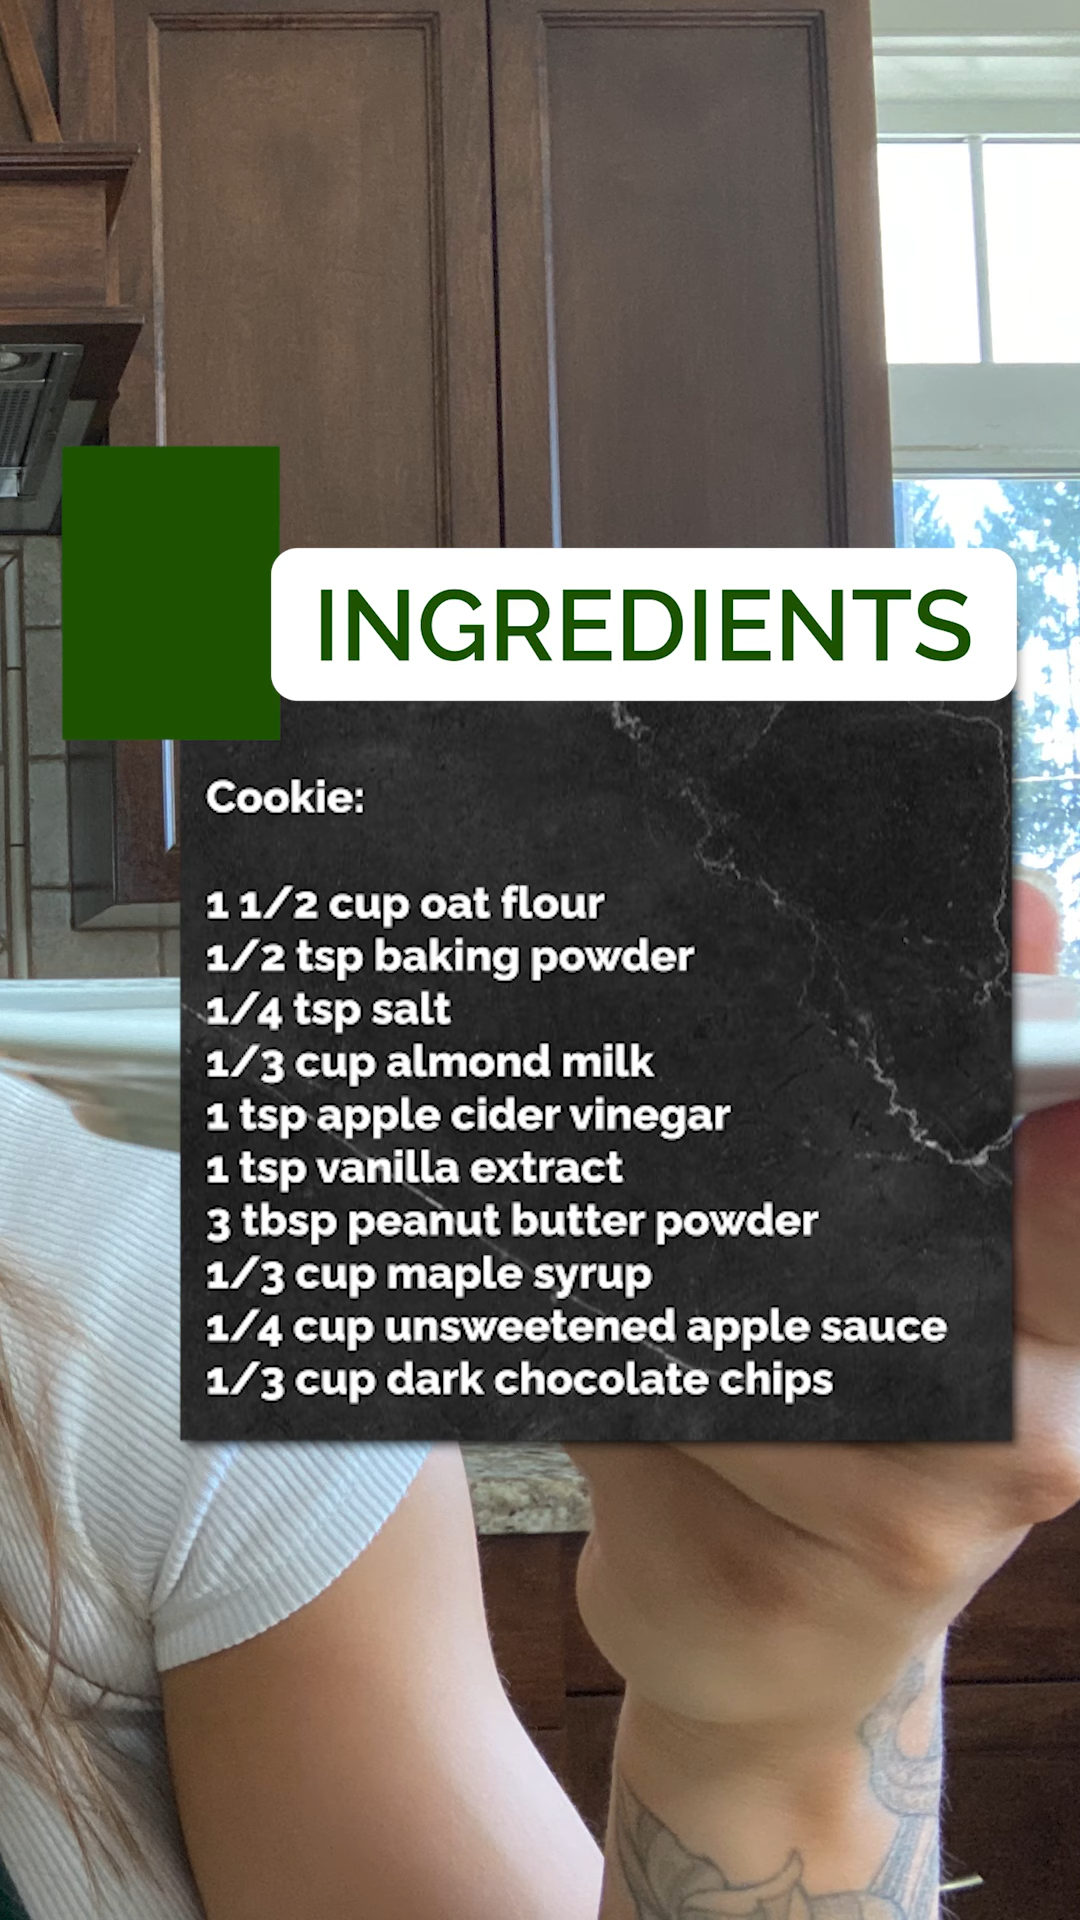 INGREDIENTS
Cookie:
1 1/2 cup oat flour
1/2 tsp baking powder
1/4 tsp salt
1/3 cup almond milk
1 tsp apple cider vinegar
1 tsp vanilla extract
3 tbsp peanut butter powder
1/3 cup maple syrup
1/4 cup unsweetened apple sauce
1/3 cup dark chocolate chips